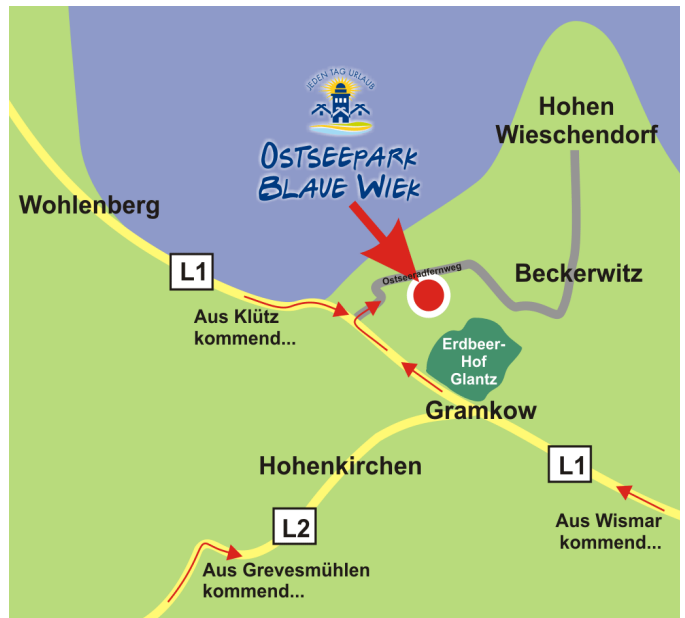 JEDEN TAG URLAUB
OSTSEEPARK
BLAUE WIEK
Hohen
Wieschendorf
Wohlenberg
L1
Ostseeradfernweg
Beckerwitz
Aus Klütz
kommend...
Erdbeer-
Hof
Glantz
Gramkow
Hohenkirchen
L1
L2
Aus Wismar
kommend...
Aus Grevesmühlen
kommend...